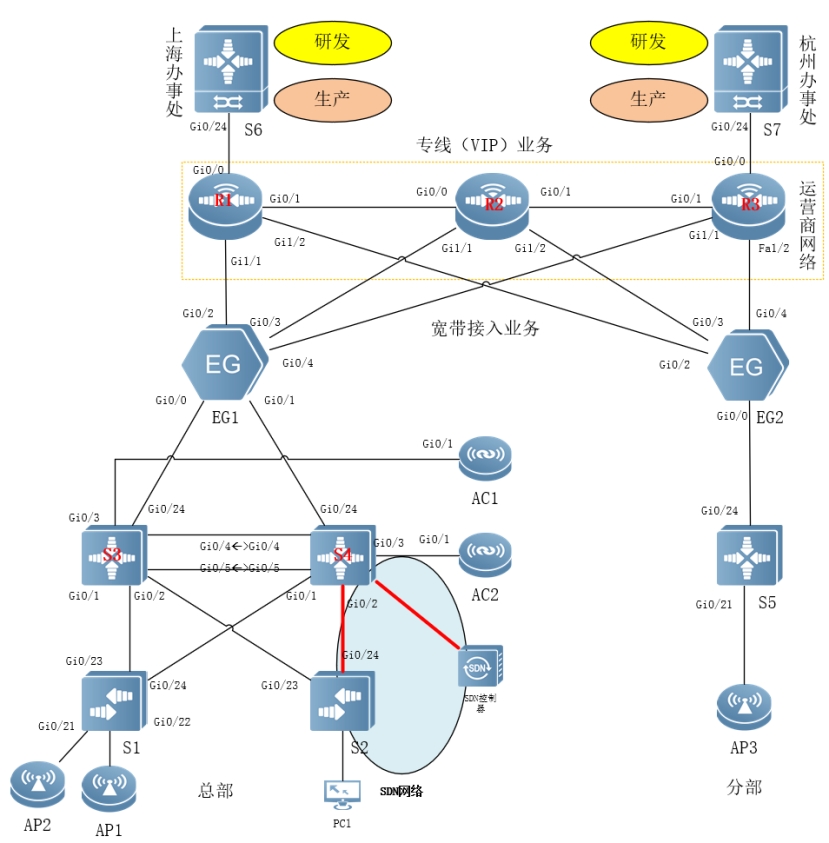 上海办事处
研发
生产
Gi0/24
S6
研发
生产
杭州办事处
Gi0/24
S7
专线（VIP）业务
Gi0/0
R1
Gi0/1
Gi1/2
Gi1/1
Gi0/0
R2
Gi0/1
Gi1/1
Gi1/2
Gi0/0
Gi0/1
R3
Gi1/1
Fa1/2
运营商网络
宽带接入业务
Gi0/2
Gi0/3
EG
Gi0/4
Gi0/0
Gi0/1
EG1
Gi0/3
Gi0/4
Gi0/2
EG
Gi0/0
EG2
Gi0/1
AC1
Gi0/3
Gi0/24
Gi0/24
S3
Gi0/4<->Gi0/4
Gi0/5<->Gi0/5
S4
Gi0/3
Gi0/1
AC2
Gi0/1
Gi0/2
Gi0/1
Gi0/2
Gi0/24
S5
Gi0/21
Gi0/23
Gi0/24
Gi0/21
Gi0/22
S1
Gi0/23
Gi0/24
S2
SDN
SDN控制器
AP2
AP1
总部
PC1
SDN网络
AP3
分部